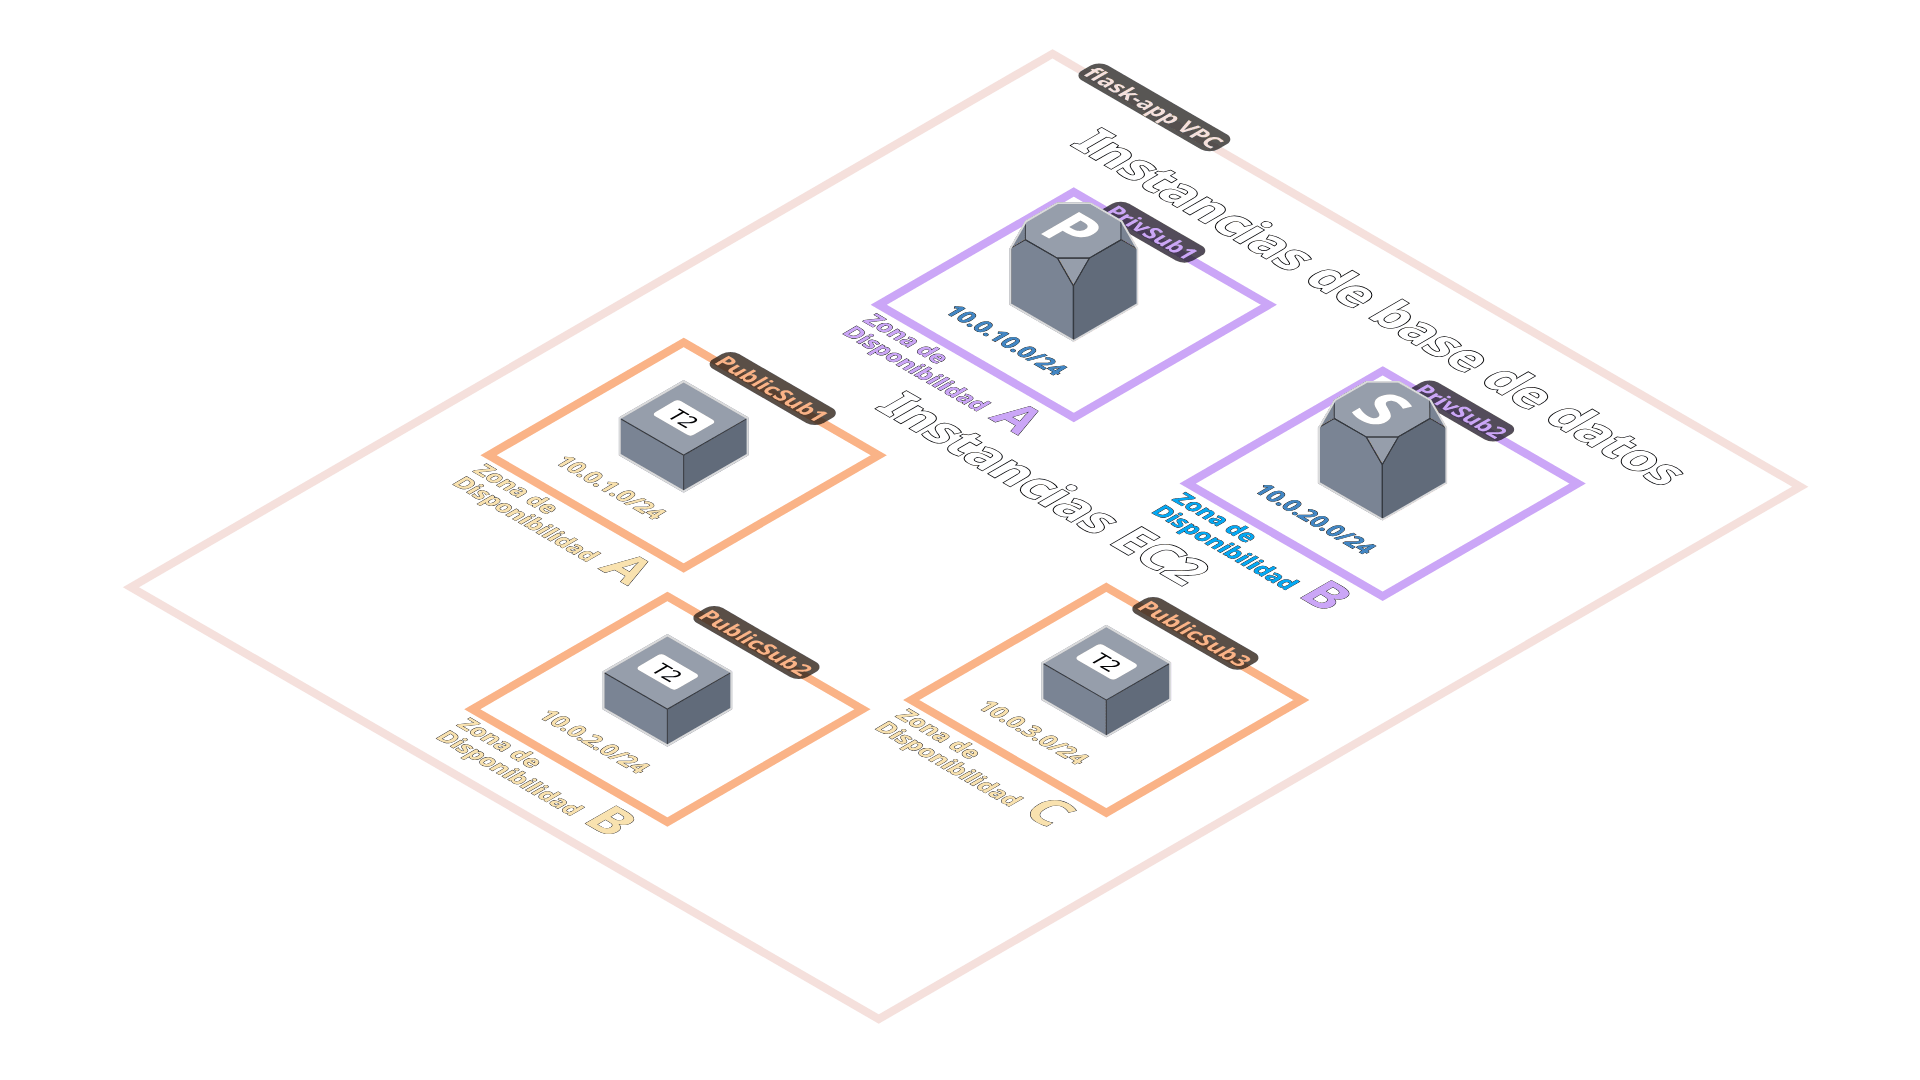 flask-app VPC
Instancias de base de datos
PrivSub1
P
10.0.10.0/24
Zona de
Disponibilidad A
PrivSub2
S
10.0.20.0/24
Zona de
Disponibilidad B
Instancias EC2
PublicSub1
T2
10.0.1.0/24
Zona de
Disponibilidad A
PublicSub2
T2
10.0.2.0/24
Zona de
Disponibilidad B
PublicSub3
T2
10.0.3.0/24
Zona de
Disponibilidad C